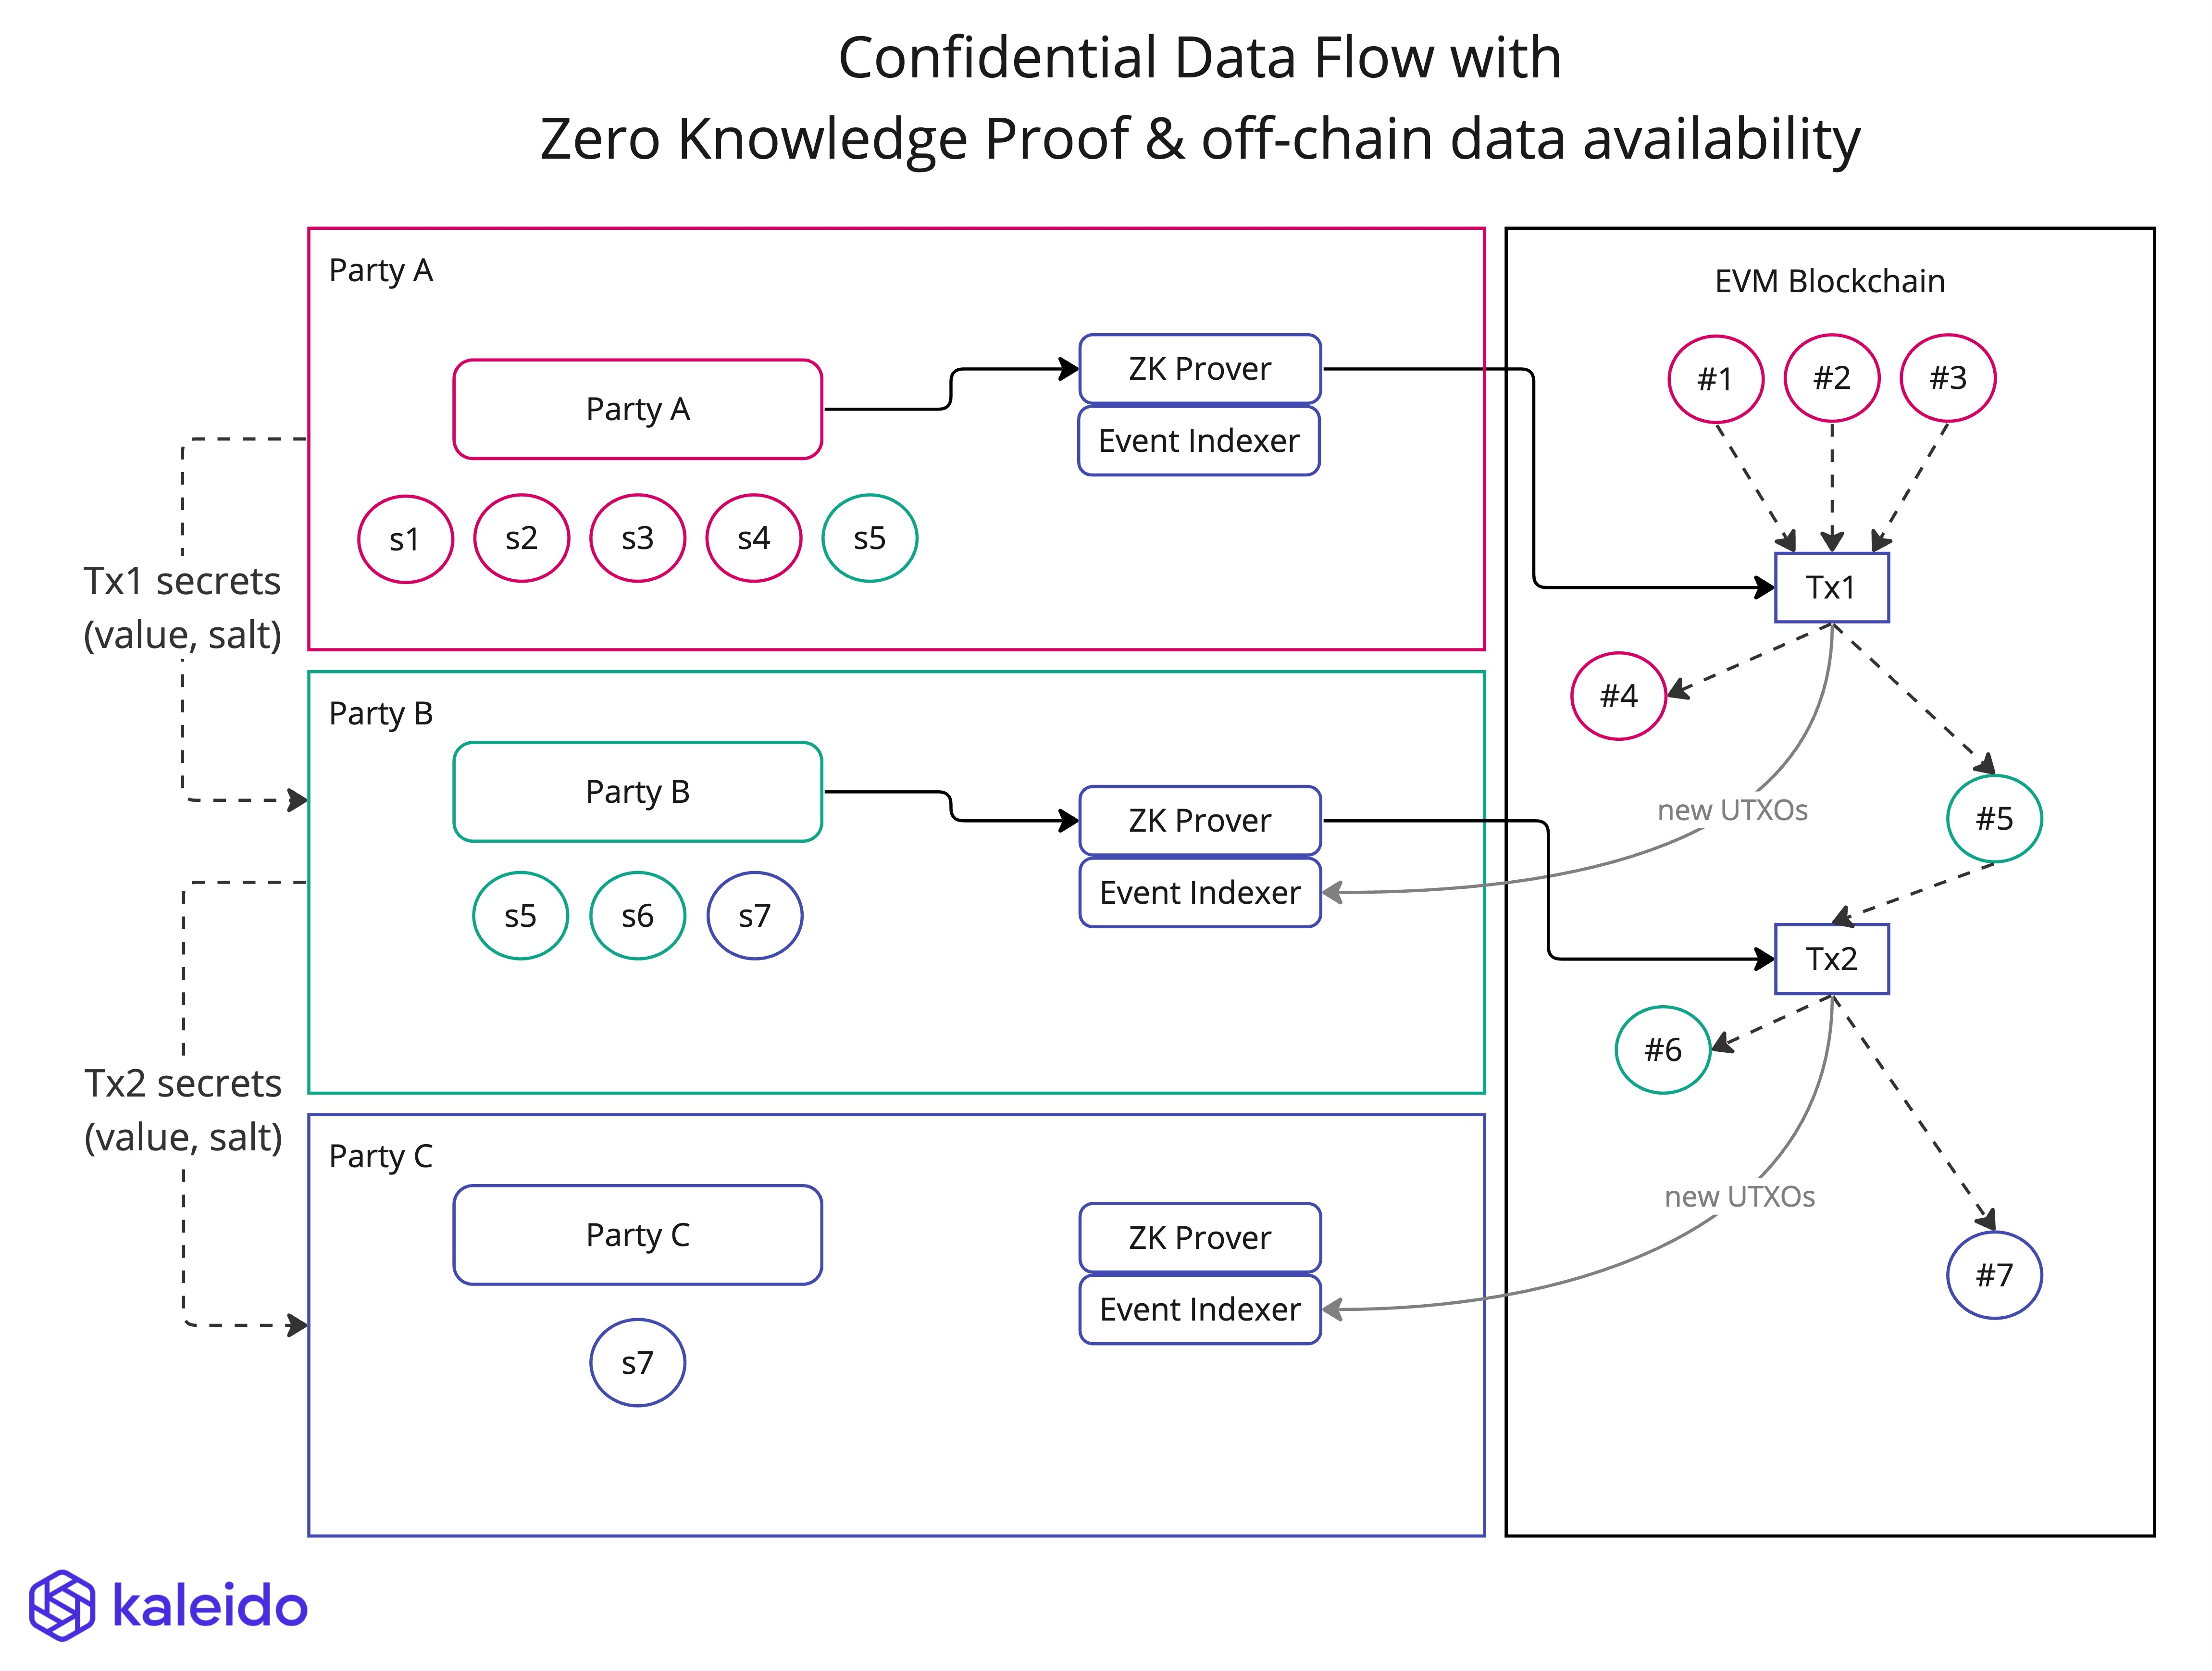 Confidential Data Flow with
Zero Knowledge Proof & off-chain data availability
Party A
Party A
ZK Prover
Event Indexer
s1
s2
s3
s4
s5
Tx1 secrets
(value, salt)
Party B
Party B
ZK Prover
Event Indexer
s5
s6
s7
Tx2 secrets
(value, salt)
Party C
Party C
ZK Prover
Event Indexer
s7
EVM Blockchain
#1
#2
#3
Tx1
#4
new UTXOs
#5
Tx2
#6
new UTXOs
#7
kaleido